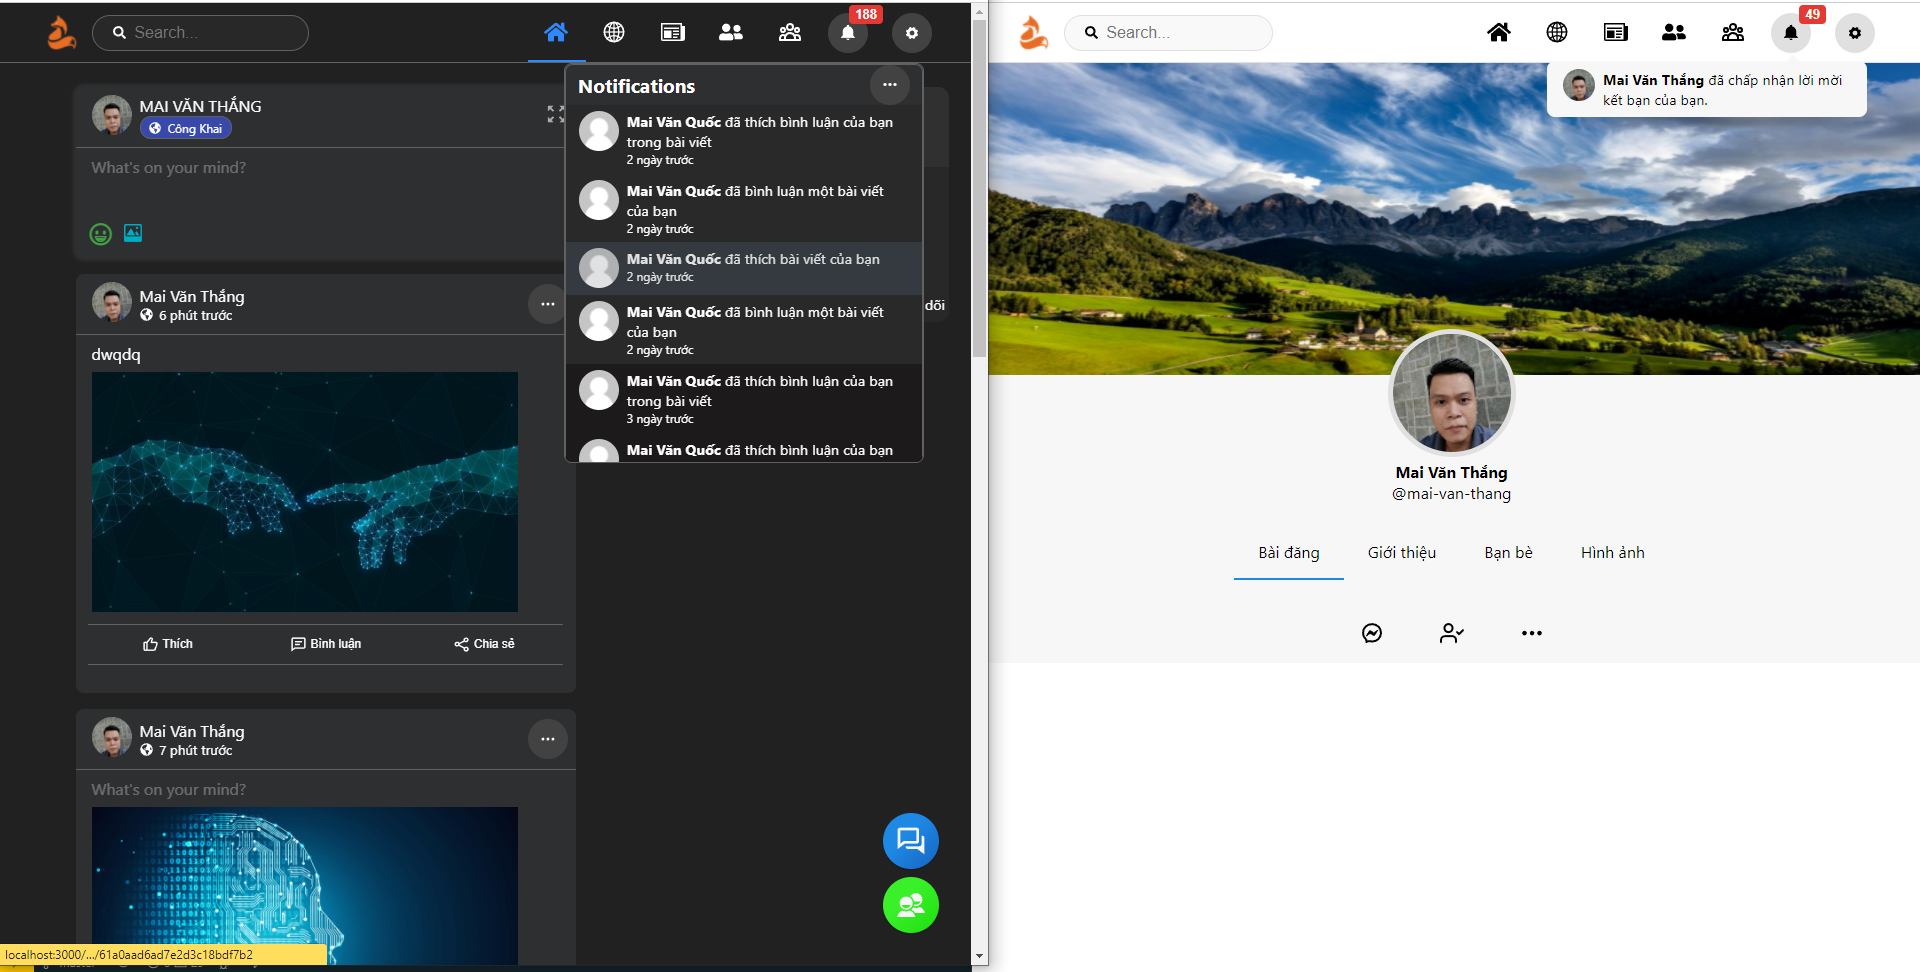 188
Search...
Notifications
MAI VĂN THẮNG
Công Khai
What's on your mind?
Mai Văn Quốc đã thích bình luận của bạn
trong bài viết
2 ngày trước
Mai Văn Quốc đã bình luận một bài viết
của bạn
2 ngày trước
Mai Văn Quốc đã thích bài viết của bạn
2 ngày trước
Mai Văn Quốc đã bình luận một bài viết
của bạn
2 ngày trước
Mai Văn Quốc đã thích bình luận của bạn
trong bài viết
3 ngày trước
Mai Văn Quốc đã thích bình luận của bạn
dõi
Mai Văn Thắng
6 phút trước
dwqdq
Thích
Bình luận
Chia sẻ
Mai Văn Thắng
7 phút trước
What's on your mind?
localhost:3000/.../61a0aad6ad7e2d3c18bdf7b2
49
Search...
Mai Văn Thắng đã chấp nhận lời mời
kết bạn của bạn.
Mai Văn Thắng
@mai-van-thang
Bài đăng
Giới thiệu
Bạn bè
Hình ảnh